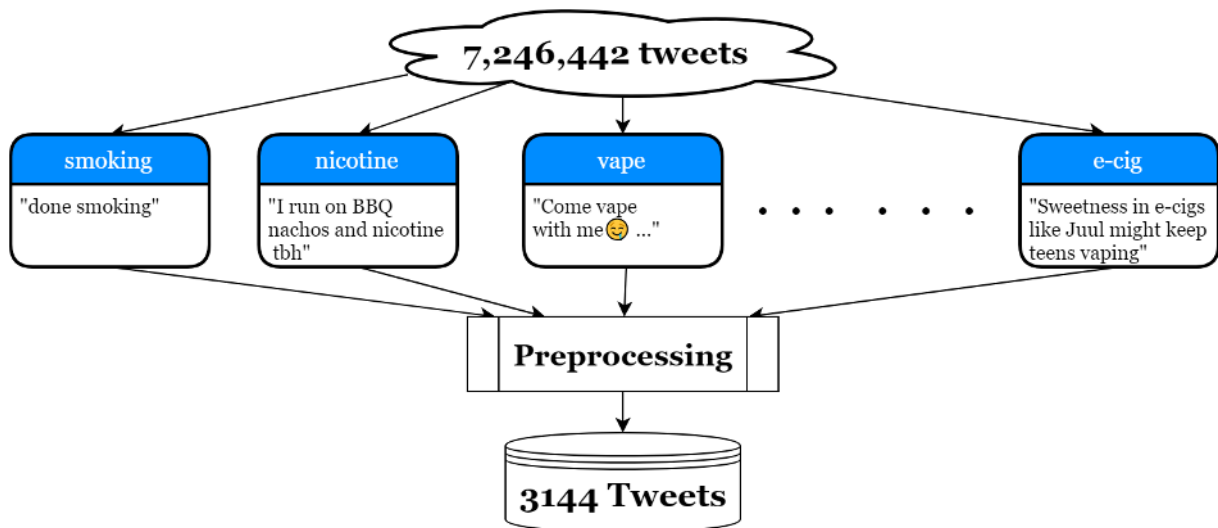 7,246,442 tweets
smoking
"done smoking"
nicotine
"I run on BBQ
nachos and nicotine
tbh"
vape
"Come vape
with me🤤 ..."
e-cig
"Sweetness in e-cigs
like Juul might keep
teens vaping"
Preprocessing
3144 Tweets